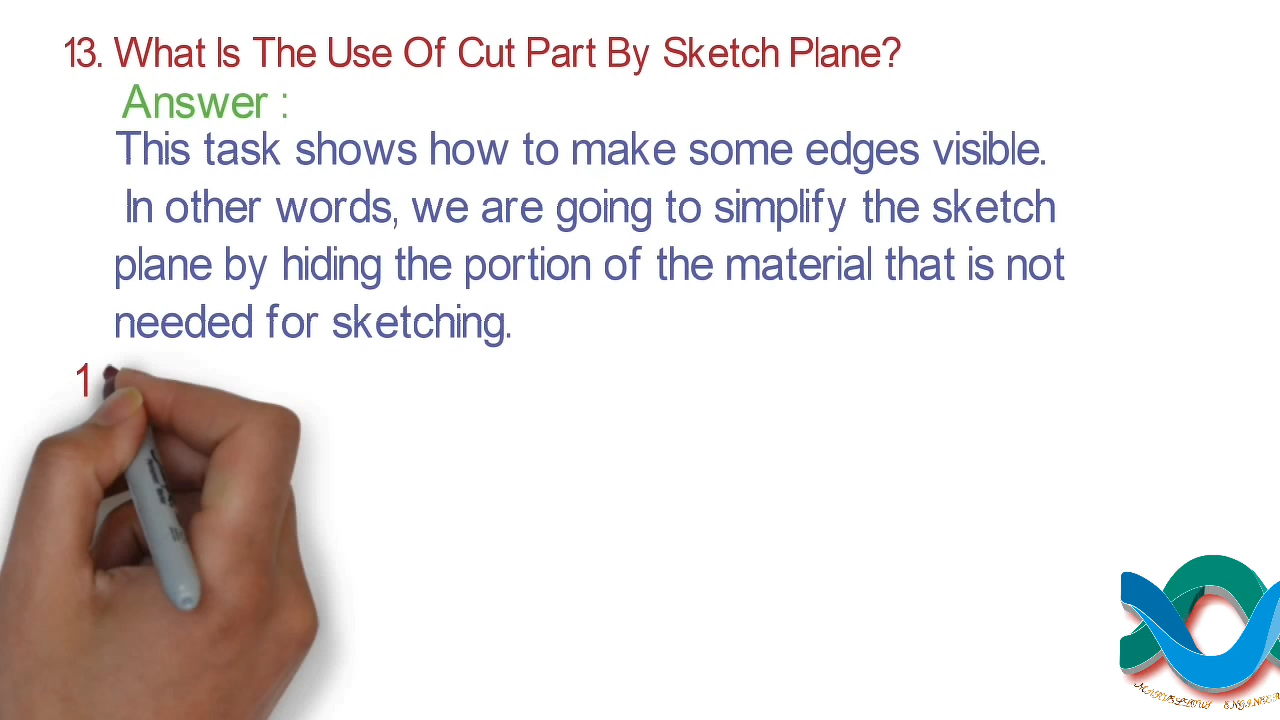 13. What Is The Use Of Cut Part By Sketch Plane?
Answer :
This task shows how to make some edges visible.
In other words, we are going to simplify the sketch
plane by hiding the portion of the material that is not
needed for sketching.
1